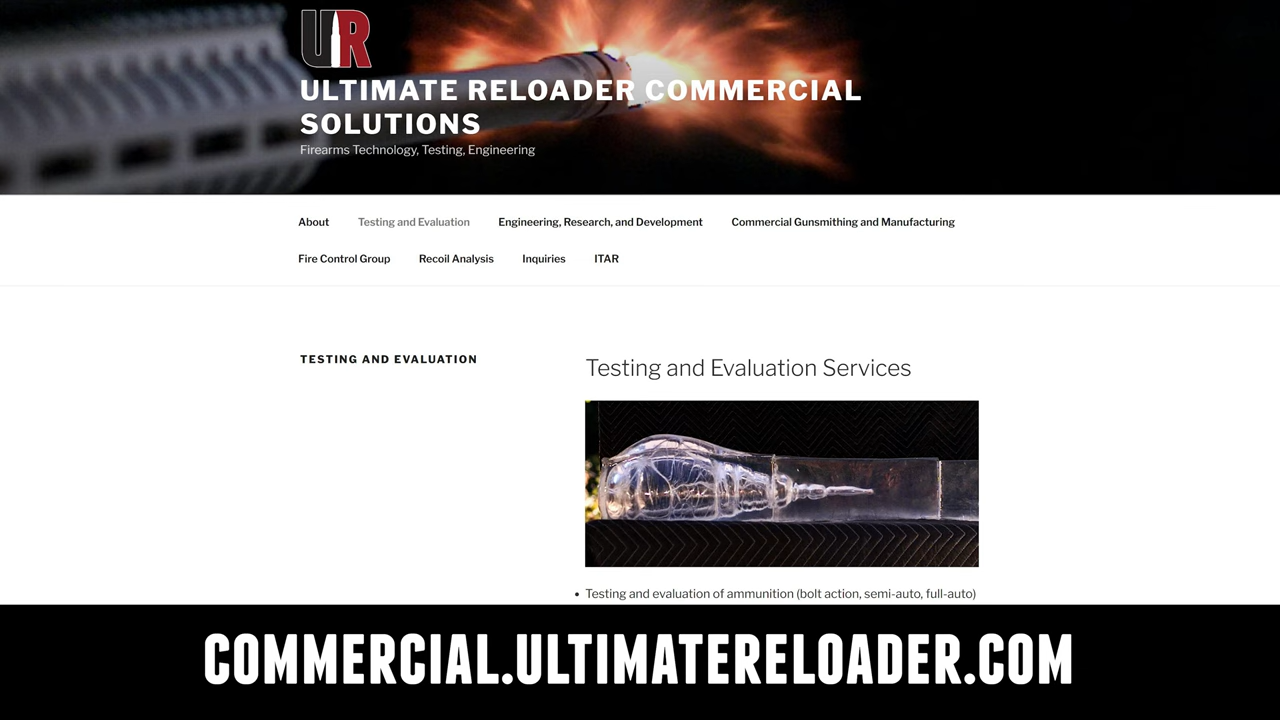 UR
ULTIMATE RELOADER COMMERCIAL
SOLUTIONS
Firearms Technology, Testing, Engineering
About Testing and Evaluation Engineering, Research, and Development Commercial Gunsmithing and Manufacturing
Fire Control Group Recoil Analysis Inquiries ITAR
TESTING AND EVALUATION
Testing and Evaluation Services
• Testing and evaluation of ammunition (bolt action, semi-auto, full-auto)
COMMERCIAL.ULTIMATERELOADER.COM